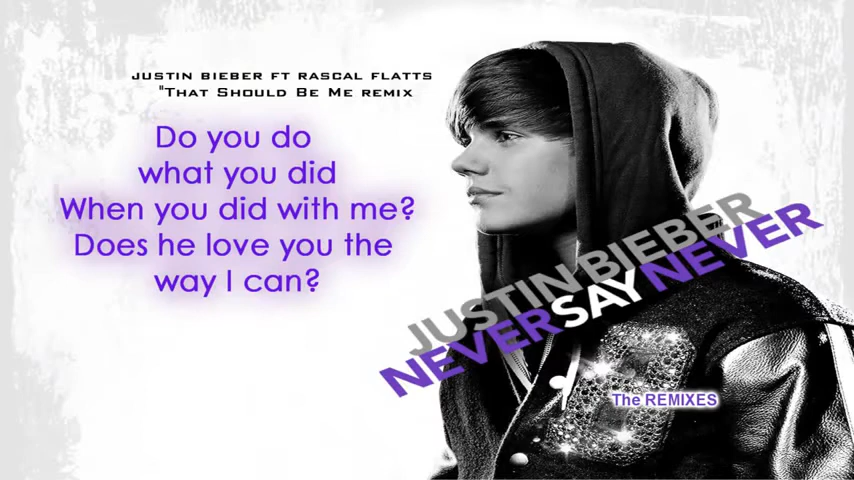 JUSTIN BIEBER FT RASCAL FLATTS
"THAT SHOULD BE ME REMIX
Do you do
what you did
When you did with me?
Does he love you the
way I can?
JUSTIN BIEBER
NEVER SAY NEVER
The REMIXES